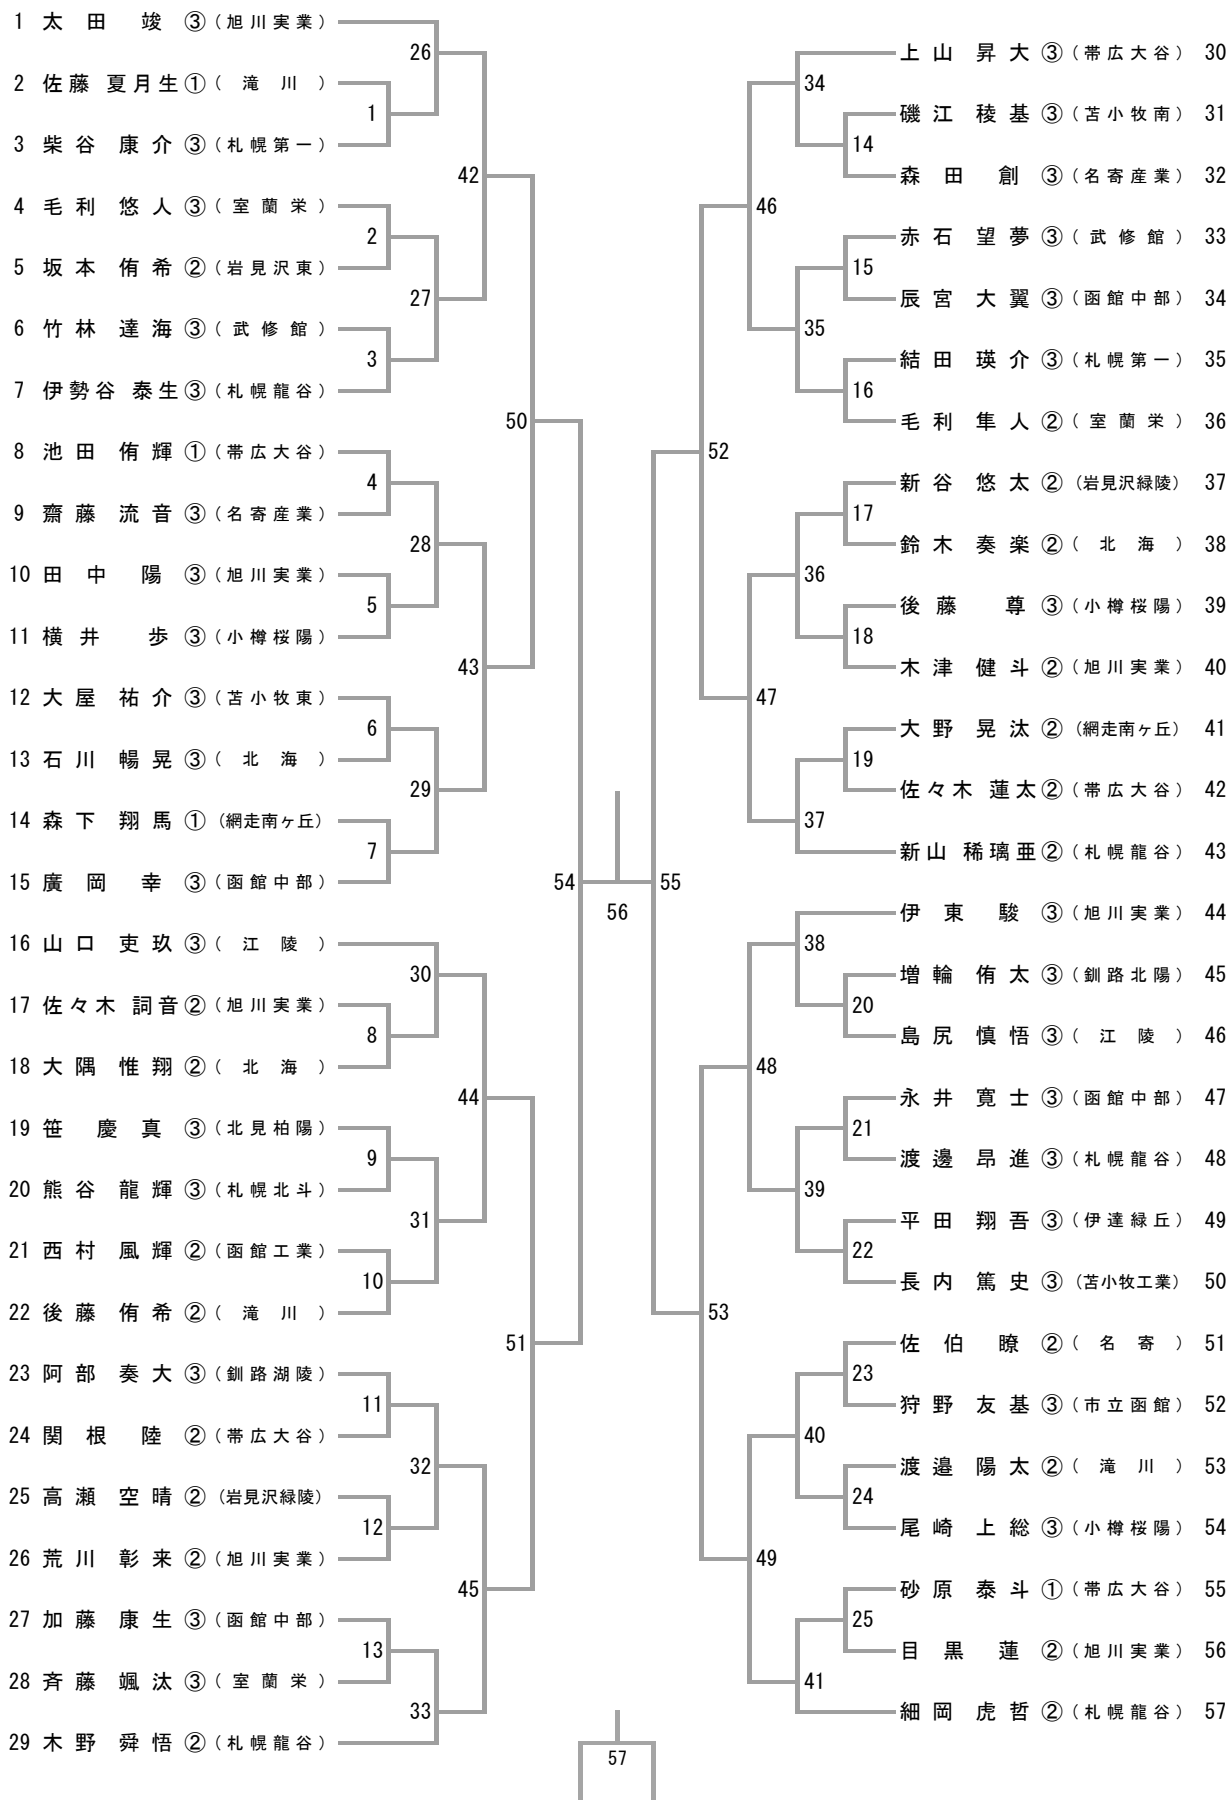 1 太田 竣 ③ (旭川実業)
2 佐藤 夏月生 ① (滝川)
3 柴谷 康介 ③ (札幌第一)
4 毛利 悠人 ③ (室蘭栄)
5 坂本 侑希 ② (岩見沢東)
6 竹林 達海 ③ (武修館)
7 伊勢谷 泰生 ③ (札幌龍谷)
8 池田 侑輝 ① (帯広大谷)
9 齋藤 流音 ③ (名寄産業)
10 田中 陽 ③ (旭川実業)
11 横井 歩 ③ (小樽桜陽)
12 大屋 祐介 ③ (苫小牧東)
13 石川 暢晃 ③ (北海)
14 森下 翔馬 ① (網走南ヶ丘)
15 廣岡 幸 ③ (函館中部)
16 山口 吏玖 ③ (江陵)
17 佐々木 詞音 ② (旭川実業)
18 大隅 惟翔 ② (北海)
19 笹 慶真 ③ (北見柏陽)
20 熊谷 龍輝 ③ (札幌北斗)
21 西村 風輝 ② (函館工業)
22 後藤 侑希 ② (滝川)
23 阿部 奏大 ③ (釧路湖陵)
24 関根 陸 ② (帯広大谷)
25 高瀬 空晴 ② (岩見沢緑陵)
26 荒川 彰来 ② (旭川実業)
27 加藤 康生 ③ (函館中部)
28 斉藤 颯汰 ③ (室蘭栄)
29 木野 舜悟 ② (札幌龍谷)
1
2
3
4
5
6
7
8
9
10
11
12
13
26
27
28
29
30
31
32
33
42
43
44
45
50
51
54
56
57
55
52
53
46
47
48
49
34
35
36
37
38
39
40
41
14
15
16
17
18
19
20
21
22
23
24
25
上山 昇大 ③ (帯広大谷) 30
磯江 稜基 ③ (苫小牧南) 31
森田 創 ③ (名寄産業) 32
赤石 望夢 ③ (武修館) 33
辰宮 大翼 ③ (函館中部) 34
結田 瑛介 ③ (札幌第一) 35
毛利 隼人 ② (室蘭栄) 36
新谷 悠太 ② (岩見沢緑陵) 37
鈴木 奏楽 ② (北海) 38
後藤 尊 ③ (小樽桜陽) 39
木津 健斗 ② (旭川実業) 40
大野 晃汰 ② (網走南ヶ丘) 41
佐々木 蓮太 ② (帯広大谷) 42
新山 稀璃亜 ② (札幌龍谷) 43
伊東 駿 ③ (旭川実業) 44
増輪 侑太 ③ (釧路北陽) 45
島尻 慎悟 ③ (江陵) 46
永井 寛士 ③ (函館中部) 47
渡邊 昂進 ③ (札幌龍谷) 48
平田 翔吾 ③ (伊達緑丘) 49
長内 篤史 ③ (苫小牧工業) 50
佐伯 瞭 ② (名寄) 51
狩野 友基 ③ (市立函館) 52
渡邉 陽太 ② (滝川) 53
尾崎 上総 ③ (小樽桜陽) 54
砂原 泰斗 ① (帯広大谷) 55
目黒 蓮 ② (旭川実業) 56
細岡 虎哲 ② (札幌龍谷) 57